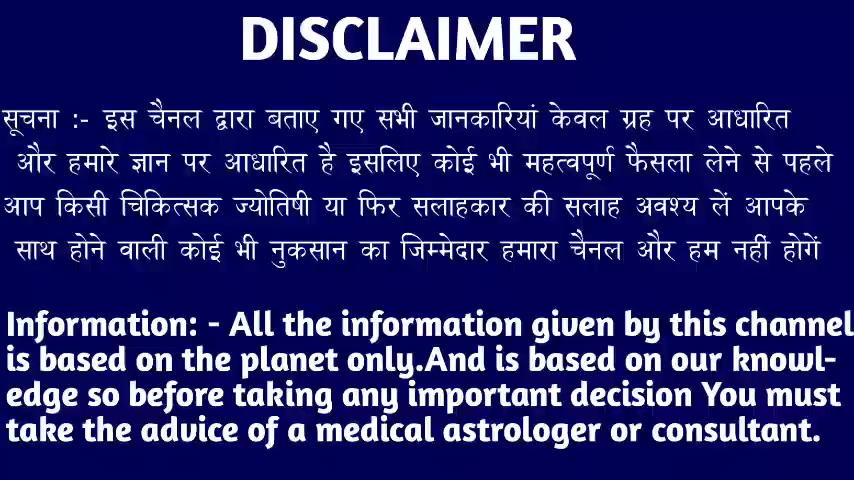 DISCLAIMER
सूचना :- इस चैनल द्वारा बताए गए सभी जानकारियां केवल ग्रह पर आधारित
और हमारे ज्ञान पर आधारित है इसलिए कोई भी महत्वपूर्ण फैसला लेने से पहले
आप किसी चिकित्सक ज्योतिषी या फिर सलाहकार की सलाह अवश्य लें आपके
साथ होने वाली कोई भी नुकसान का जिम्मेदार हमारा चैनल और हम नहीं होगें
Information: - All the information given by this channel
is based on the planet only.And is based on our knowl-
edge so before taking any important decision You must
take the advice of a medical astrologer or consultant.